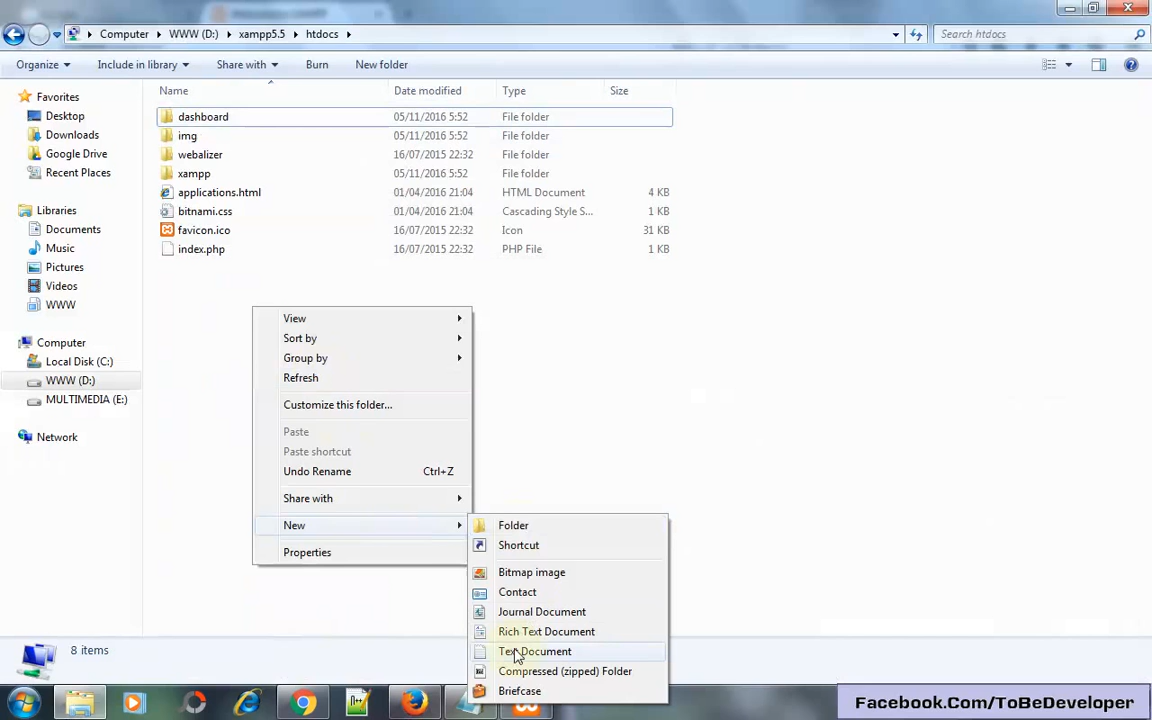 Computer WWW (D:) xampp5.5 htdocs Search htdocs
Organize Include in library Share with Burn New folder
Name Date modified Type Size
Favorites
Desktop
Downloads
Google Drive
Recent Places
Libraries
Documents
Music
Pictures
Videos
WWW
Computer
Local Disk (C:)
WWW (D:)
MULTIMEDIA (E:)
Network
dashboard 05/11/2016 5:52 File folder
img 05/11/2016 5:52 File folder
webalizer 16/07/2015 22:32 File folder
xampp 05/11/2016 5:52 File folder
applications.html 01/04/2016 21:04 HTML Document 4 KB
bitnami.css 01/04/2016 21:04 Cascading Style S... 1 KB
favicon.ico 16/07/2015 22:32 Icon 31 KB
index.php 16/07/2015 22:32 PHP File 1 KB
View
Sort by
Group by
Refresh
Customize this folder...
Paste
Paste shortcut
Undo Rename Ctrl+Z
Share with
New
Properties
Folder
Shortcut
Bitmap image
Contact
Journal Document
Rich Text Document
Text Document
Compressed (zipped) Folder
Briefcase
8 items
Facebook.Com/ToBeDeveloper